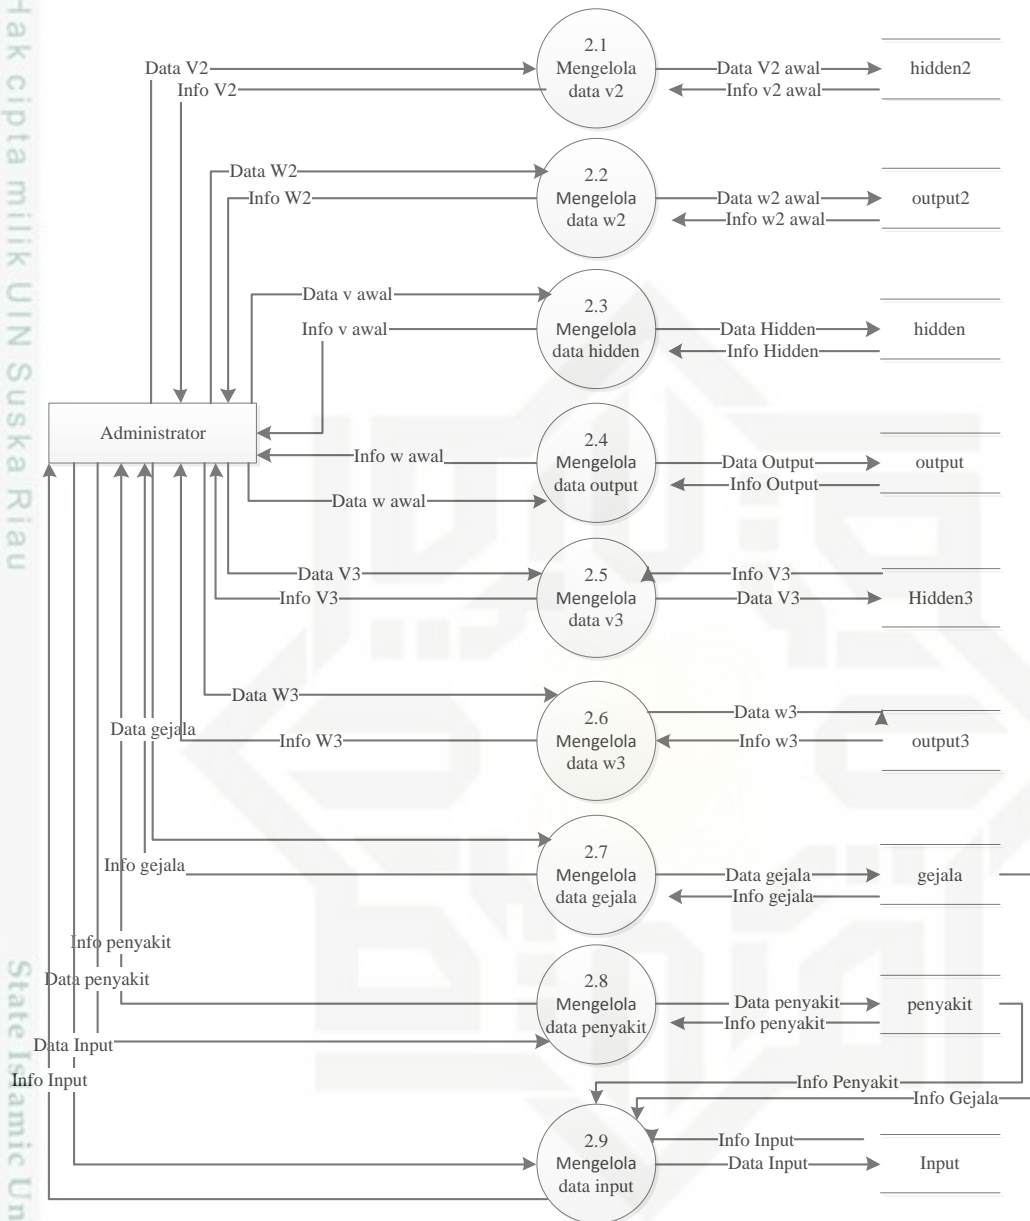 Hak cipta milik UIN Suska Riau
State Islamic Un
Data V2
Info V2
2.1
Mengelola
data v2
Data V2 awal
Info v2 awal
hidden2
Data W2
Info W2
2.2
Mengelola
data w2
Data w2 awal
Info w2 awal
output2
Data v awal
Info v awal
2.3
Mengelola
data hidden
Data Hidden
Info Hidden
hidden
Administrator
Info w awal
Data w awal
2.4
Mengelola
data output
Data Output
Info Output
output
Data V3
Info V3
2.5
Mengelola
data v3
Info V3
Data V3
Hidden3
Data W3
Data gejala
Info W3
2.6
Mengelola
data w3
Data w3
Info w3
output3
Info gejala
2.7
Mengelola
data gejala
Data gejala
Info gejala
gejala
Info penyakit
Data penyakit
2.8
Mengelola
data penyakit
Data penyakit
Info penyakit
penyakit
Data Input
Info Input
Info Penyakit
Info Gejala
2.9
Mengelola
data input
Info Input
Data Input
Input